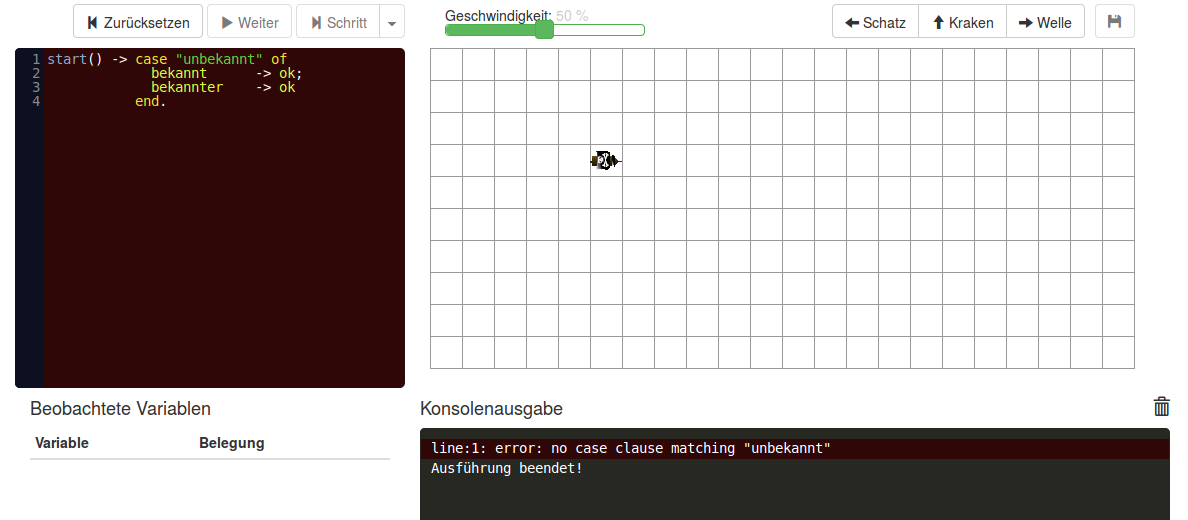 Zurücksetzen Weiter Schritt
Geschwindigkeit: 50 %
Schatz Kraken Welle
1 start() -> case "unbekannt" of
2 bekannt -> ok;
3 bekannter -> ok
4 end.
Beobachtete Variablen
Variable Belegung
Konsolenausgabe
line:1: error: no case clause matching "unbekannt"
Ausführung beendet!